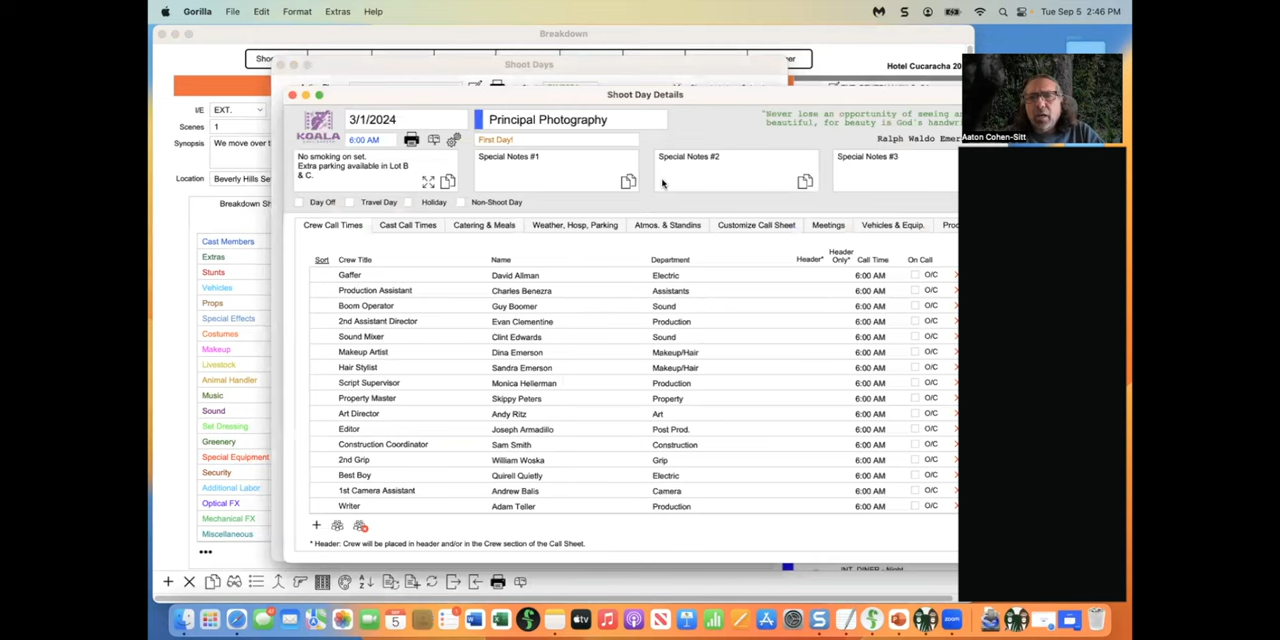 Gorilla File Edit Format Extras Help
Tue Sep 5 2:46 PM
Breakdown
Shoot Days
Hotel Cucaracha 20
Shoot Day Details
I/E EXT.
Scenes 1
Synopsis We move over t
Location Beverly Hills Se
Breakdown Sh
Cast Members
Extras
Stunts
Vehicles
Props
Special Effects
Costumes
Makeup
Livestock
Animal Handler
Music
Sound
Set Dressing
Greenery
Special Equipment
Security
Additional Labor
Optical FX
Mechanical FX
Miscellaneous
KOALA
3/1/2024
Principal Photography
6:00 AM
First Day!
"Never lose an opportunity of seeing an
beautiful, for beauty is God's handwr
Ralph Waldo Eme
Aaton Cohen-Sitt
No smoking on set.
Extra parking available in Lot B
& C.
Special Notes #1
Special Notes #2
Special Notes #3
Day Off Travel Day Holiday Non-Shoot Day
Crew Call Times Cast Call Times Catering & Meals Weather, Hosp, Parking Atmos. & Standins Customize Call Sheet Meetings Vehicles & Equip. Proc
Sort Crew Title Name Department Header* Header Only* Call Time On Call
Gaffer David Allman Electric 6:00 AM O/C
Production Assistant Charles Benezra Assistants 6:00 AM O/C
Boom Operator Guy Boomer Sound 6:00 AM O/C
2nd Assistant Director Evan Clementine Production 6:00 AM O/C
Sound Mixer Clint Edwards Sound 6:00 AM O/C
Makeup Artist Dina Emerson Makeup/Hair 6:00 AM O/C
Hair Stylist Sandra Emerson Makeup/Hair 6:00 AM O/C
Script Supervisor Monica Hellerman Production 6:00 AM O/C
Property Master Skippy Peters Property 6:00 AM O/C
Art Director Andy Ritz Art 6:00 AM O/C
Editor Joseph Armadillo Post Prod. 6:00 AM O/C
Construction Coordinator Sam Smith Construction 6:00 AM O/C
2nd Grip William Woska Grip 6:00 AM O/C
Best Boy Quirell Quietly Electric 6:00 AM O/C
1st Camera Assistant Andrew Balis Camera 6:00 AM O/C
Writer Adam Teller Production 6:00 AM O/C
* Header: Crew will be placed in header and/or in the Crew section of the Call Sheet.
INT. DINER - Night